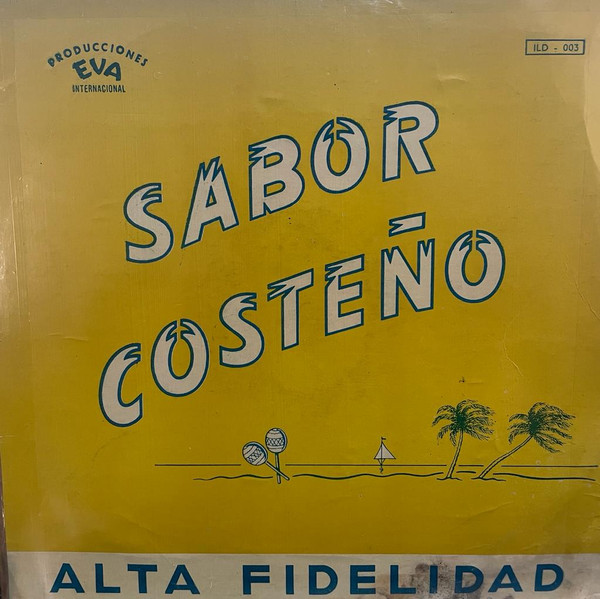 PRODUCCIONES
EVA
INTERNACIONAL
ILD - 003
SABOR
COSTEÑO
ALTA FIDELIDAD